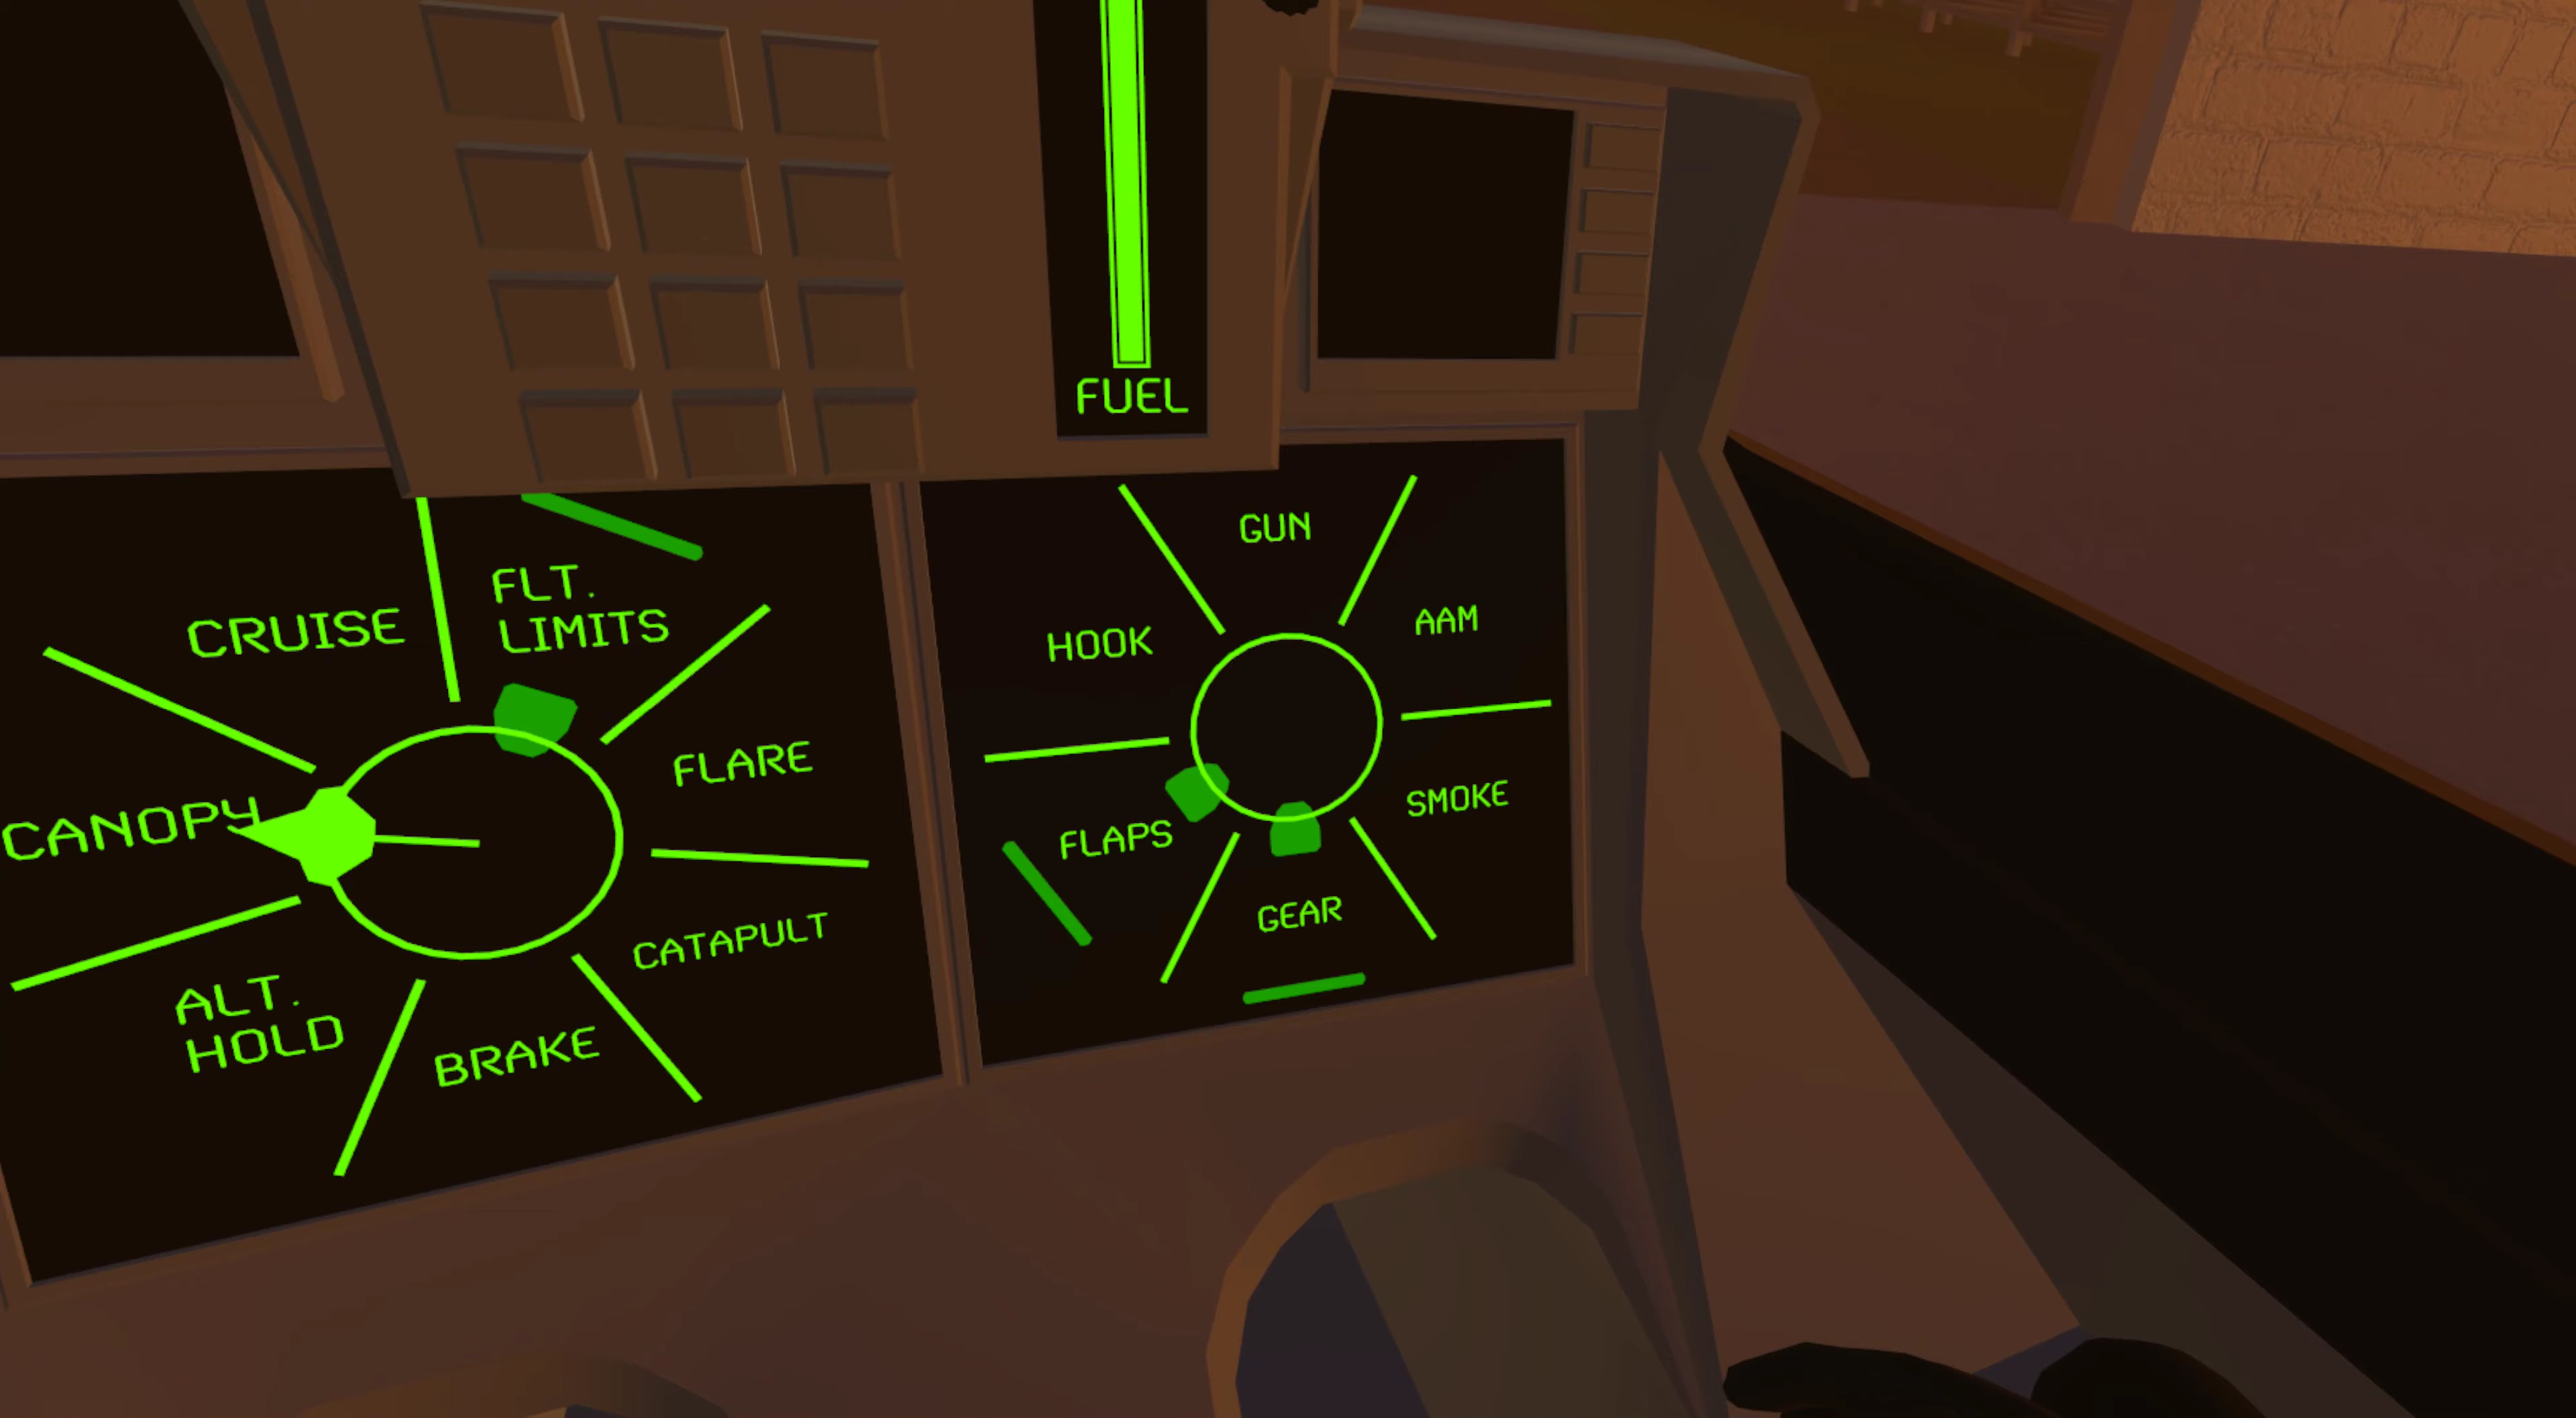 FUEL
CRUISE
FLT.
LIMITS
FLARE
CATAPULT
BRAKE
ALT.
HOLD
CANOPY
GUN
AAM
SMOKE
GEAR
FLAPS
HOOK